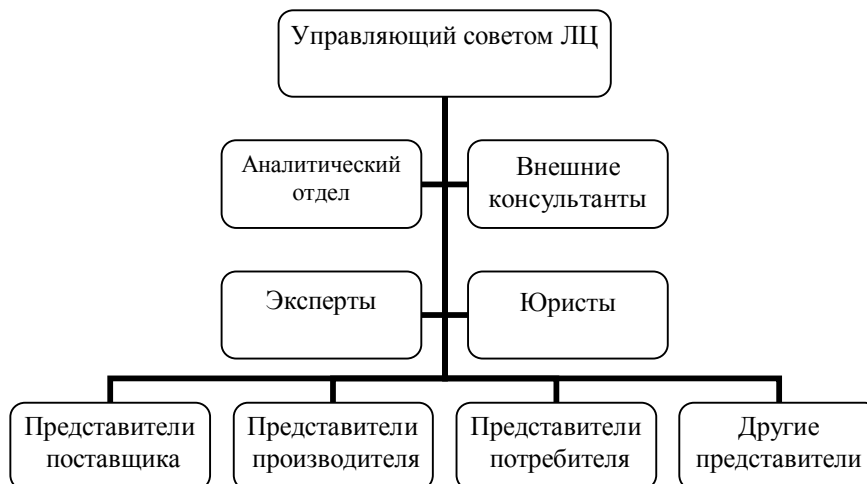 Управляющий советом ЛЦ
Аналитический
отдел
Внешние
консультанты
Эксперты
Юристы
Представители
поставщика
Представители
производителя
Представители
потребителя
Другие
представители